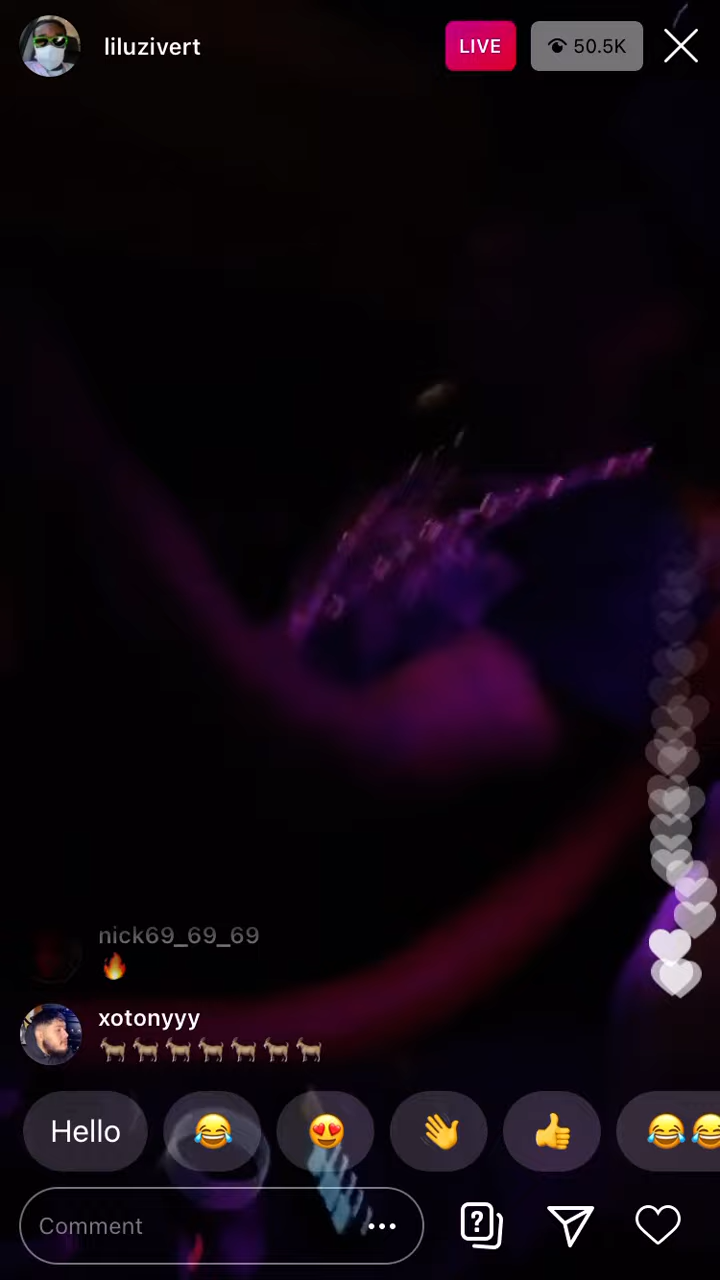 liluzivert
LIVE
50.5K
nick69_69_69
🔥
xotonyyy
🐐🐐🐐🐐🐐🐐🐐
Hello 😂 😍 👋 👍 😂😂
Comment